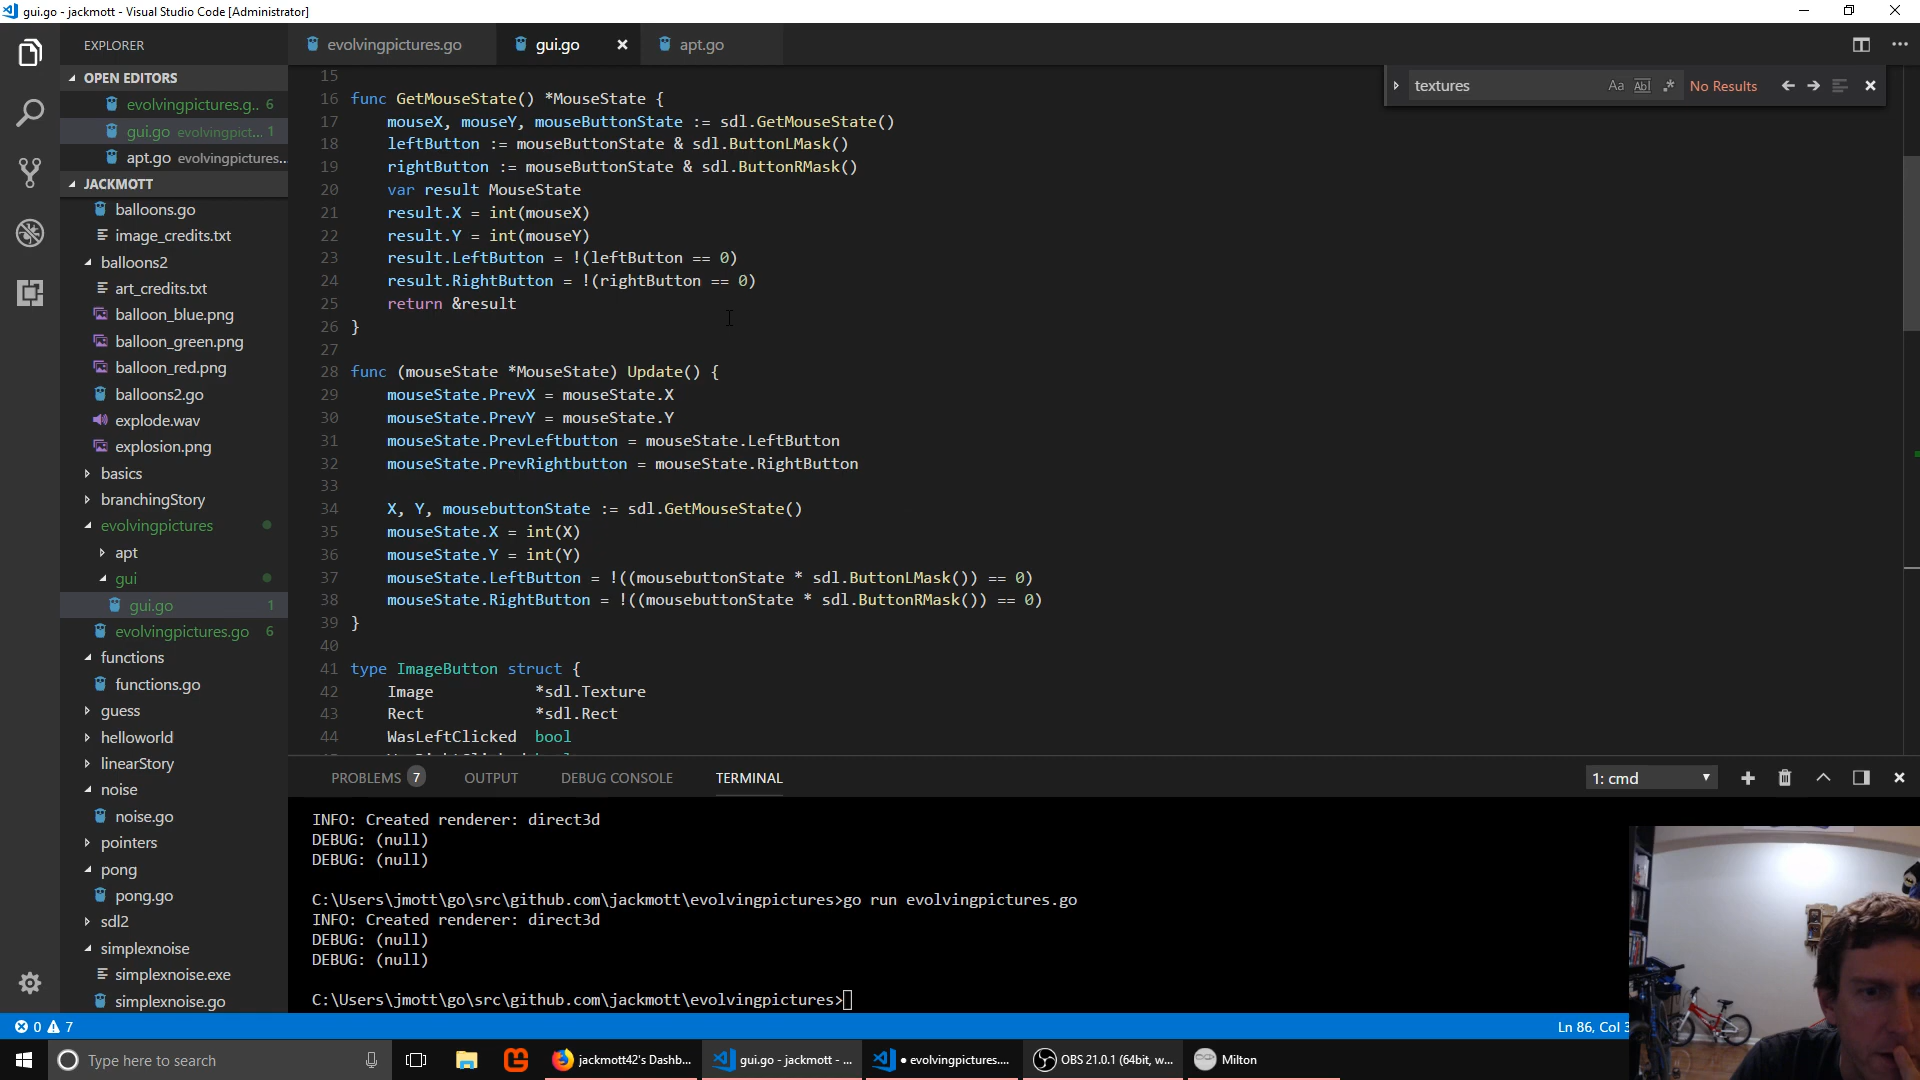 gui.go - jackmott - Visual Studio Code [Administrator]
EXPLORER
OPEN EDITORS
evolvingpictures.g.. 6
gui.go evolvingpict... 1
apt.go evolvingpictures...
JACKMOTT
balloons.go
image_credits.txt
balloons2
art_credits.txt
balloon_blue.png
balloon_green.png
balloon_red.png
balloons2.go
explode.wav
explosion.png
basics
branchingStory
evolvingpictures
apt
gui
gui.go 1
evolvingpictures.go 6
functions
functions.go
guess
helloworld
linearStory
noise
noise.go
pointers
pong
pong.go
sdl2
simplexnoise
simplexnoise.exe
simplexnoise.go
evolvingpictures.go
gui.go
apt.go
textures
Aa Abl .* No Results
15
16 func GetMouseState() *MouseState {
17 mouseX, mouseY, mouseButtonState := sdl.GetMouseState()
18 leftButton := mouseButtonState & sdl.ButtonLMask()
19 rightButton := mouseButtonState & sdl.ButtonRMask()
20 var result MouseState
21 result.X = int(mouseX)
22 result.Y = int(mouseY)
23 result.LeftButton = !(leftButton == 0)
24 result.RightButton = !(rightButton == 0)
25 return &result
26 }
27
28 func (mouseState *MouseState) Update() {
29 mouseState.PrevX = mouseState.X
30 mouseState.PrevY = mouseState.Y
31 mouseState.PrevLeftbutton = mouseState.LeftButton
32 mouseState.PrevRightbutton = mouseState.RightButton
33
34 X, Y, mousebuttonState := sdl.GetMouseState()
35 mouseState.X = int(X)
36 mouseState.Y = int(Y)
37 mouseState.LeftButton = !((mousebuttonState * sdl.ButtonLMask()) == 0)
38 mouseState.RightButton = !((mousebuttonState * sdl.ButtonRMask()) == 0)
39 }
40
41 type ImageButton struct {
42 Image *sdl.Texture
43 Rect *sdl.Rect
44 WasLeftClicked bool
PROBLEMS 7 OUTPUT DEBUG CONSOLE TERMINAL
1: cmd
INFO: Created renderer: direct3d
DEBUG: (null)
DEBUG: (null)
C:\Users\jmott\go\src\github.com\jackmott\evolvingpictures>go run evolvingpictures.go
INFO: Created renderer: direct3d
DEBUG: (null)
DEBUG: (null)
C:\Users\jmott\go\src\github.com\jackmott\evolvingpictures>
0 7
Ln 86, Col
Type here to search
jackmott42's Dashb...
gui.go - jackmott - ...
• evolvingpictures....
OBS 21.0.1 (64bit, w...
Milton